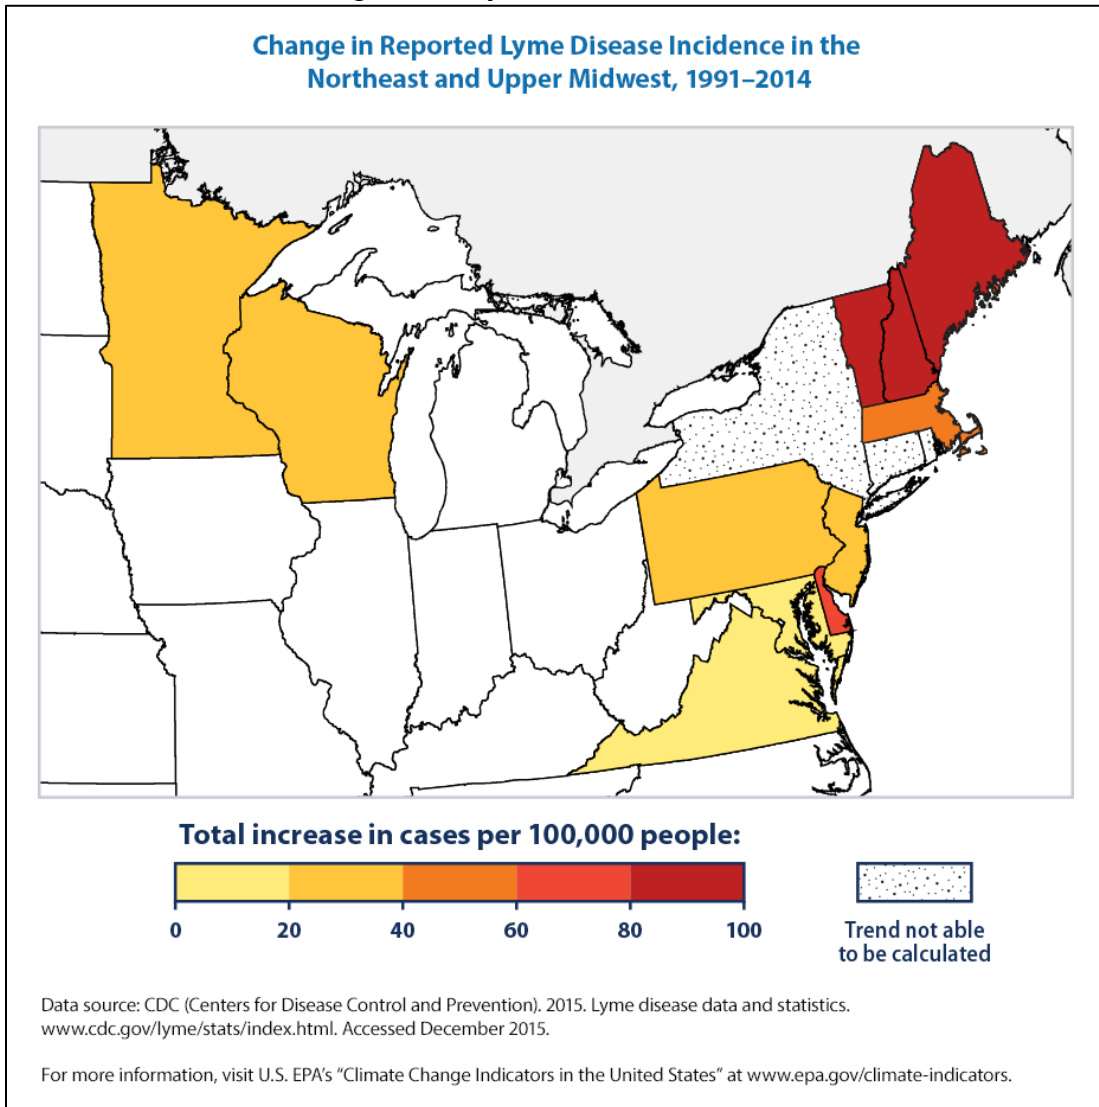 Change in Reported Lyme Disease Incidence in the
Northeast and Upper Midwest, 1991–2014
Total increase in cases per 100,000 people:
0 20 40 60 80 100
Trend not able
to be calculated
Data source: CDC (Centers for Disease Control and Prevention). 2015. Lyme disease data and statistics.
www.cdc.gov/lyme/stats/index.html. Accessed December 2015.
For more information, visit U.S. EPA’s “Climate Change Indicators in the United States” at www.epa.gov/climate-indicators.